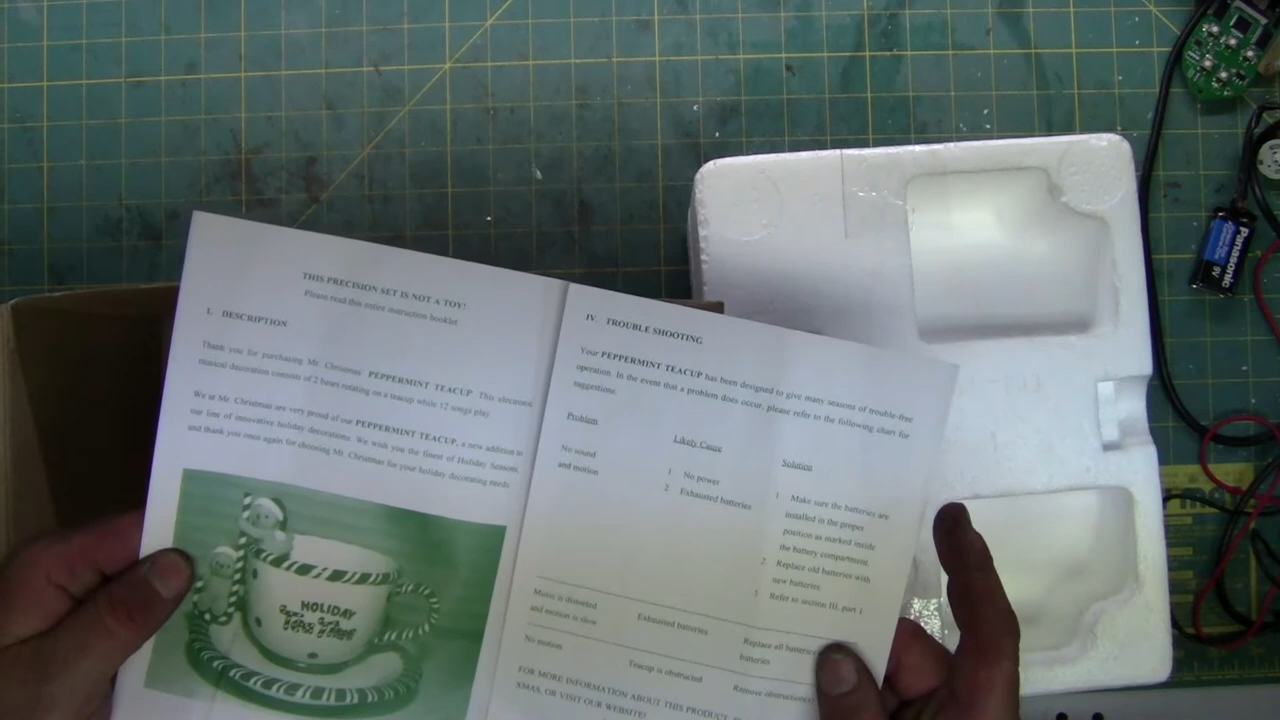 THIS PRECISION SET IS NOT A TOY!
Please read this entire instruction booklet
I. DESCRIPTION
Thank you for purchasing Mr. Christmas' PEPPERMINT TEACUP. This electronic
musical decoration consists of 2 bears rotating on a teacup while 12 songs play
We at Mr. Christmas are very proud of our PEPPERMINT TEACUP, a new addition to
our line of innovative holiday decorations. We wish you the finest of Holiday Seasons,
and thank you once again for choosing Mr. Christmas for your holiday decorating needs
HOLIDAY
IV. TROUBLE SHOOTING
Your PEPPERMINT TEACUP has been designed to give many seasons of trouble-free
operation. In the event that a problem does occur, please refer to the following chart for
suggestions.
Problem
Likely Cause
Solution
No sound
and motion
1 No power
2. Exhausted batteries
1 Make sure the batteries are
installed in the proper
position as marked inside
the battery compartment.
2. Replace old batteries with
new batteries
Refer to section III, part 1
Music is distorted
and motion is slow
Exhausted batteries
Replace all batteries
batteries
No motion
Teacup is obstructed
Remove obstruction
FOR MORE INFORMATION ABOUT THIS PRODUCT,
XMAS, OR VISIT OUR WEBSITE!
Panasonic
9V